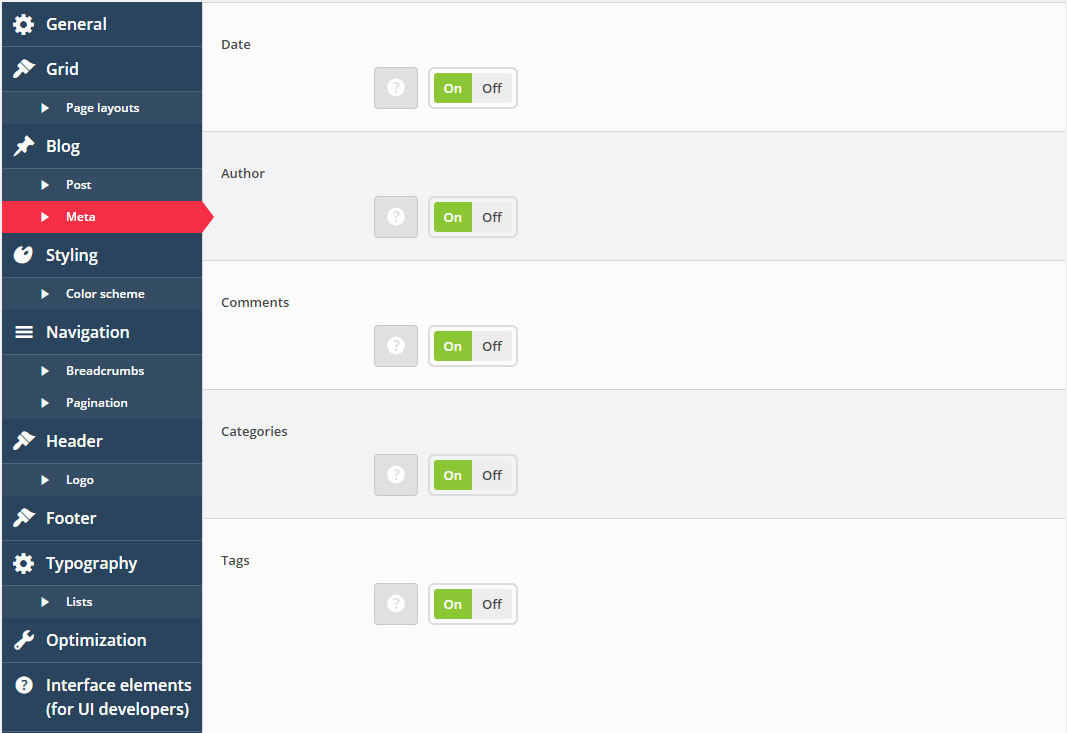 General
Grid
Page layouts
Blog
Post
Meta
Styling
Color scheme
Navigation
Breadcrumbs
Pagination
Header
Logo
Footer
Typography
Lists
Optimization
? Interface elements
(for UI developers)
Date
? On Off
Author
? On Off
Comments
? On Off
Categories
? On Off
Tags
? On Off